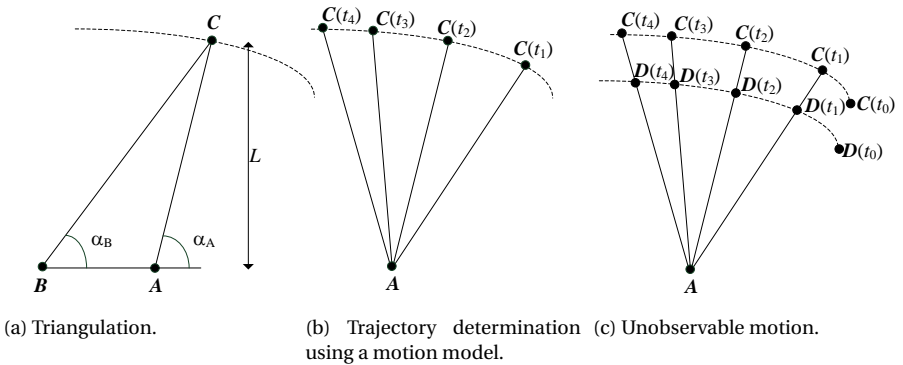 C
L
αB
αA
B
A
(a) Triangulation.
C(t4)
C(t3)
C(t2)
C(t1)
A
(b) Trajectory determination
using a motion model.
C(t4)
C(t3)
C(t2)
C(t1)
D(t4)
D(t3)
D(t2)
D(t1)
C(t0)
D(t0)
A
(c) Unobservable motion.